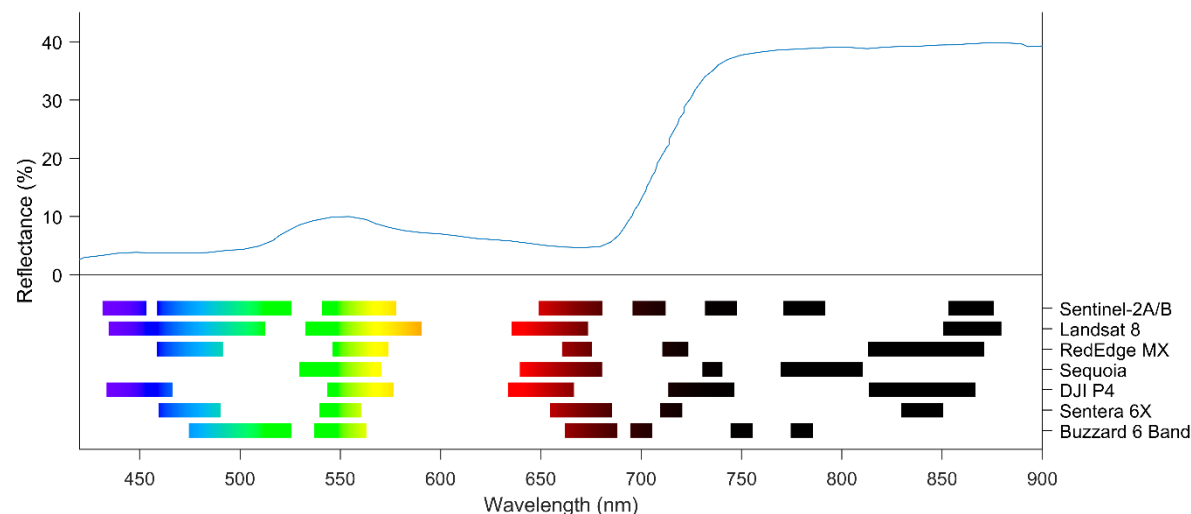 40
30
20
10
0
Reflectance (%)
Sentinel-2A/B
Landsat 8
RedEdge MX
Sequoia
DJI P4
Sentera 6X
Buzzard 6 Band
450 500 550 600 650 700 750 800 850 900
Wavelength (nm)